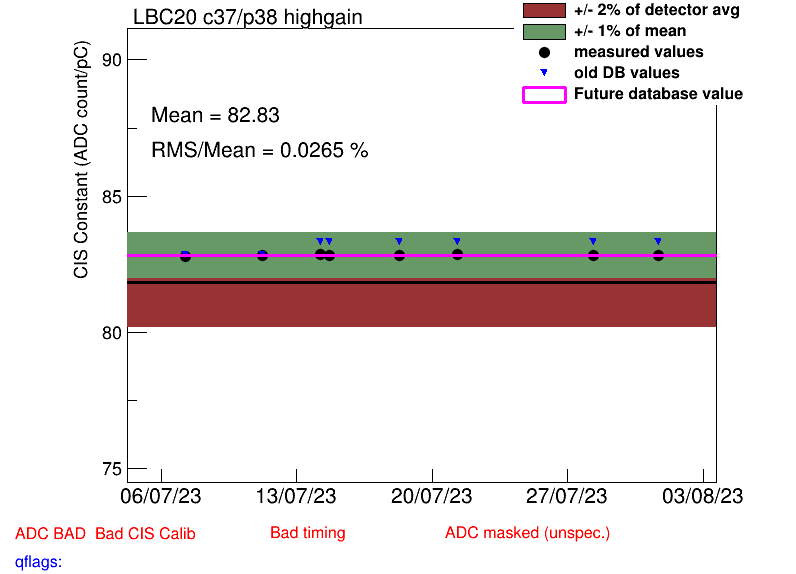 LBC20 c37/p38 highgain
+/- 2% of detector avg
+/- 1% of mean
measured values
old DB values
Future database value
Mean = 82.83
RMS/Mean = 0.0265 %
CIS Constant (ADC count/pC)
90
85
80
75
06/07/23 13/07/23 20/07/23 27/07/23 03/08/23
ADC BAD Bad CIS Calib Bad timing ADC masked (unspec.)
qflags: